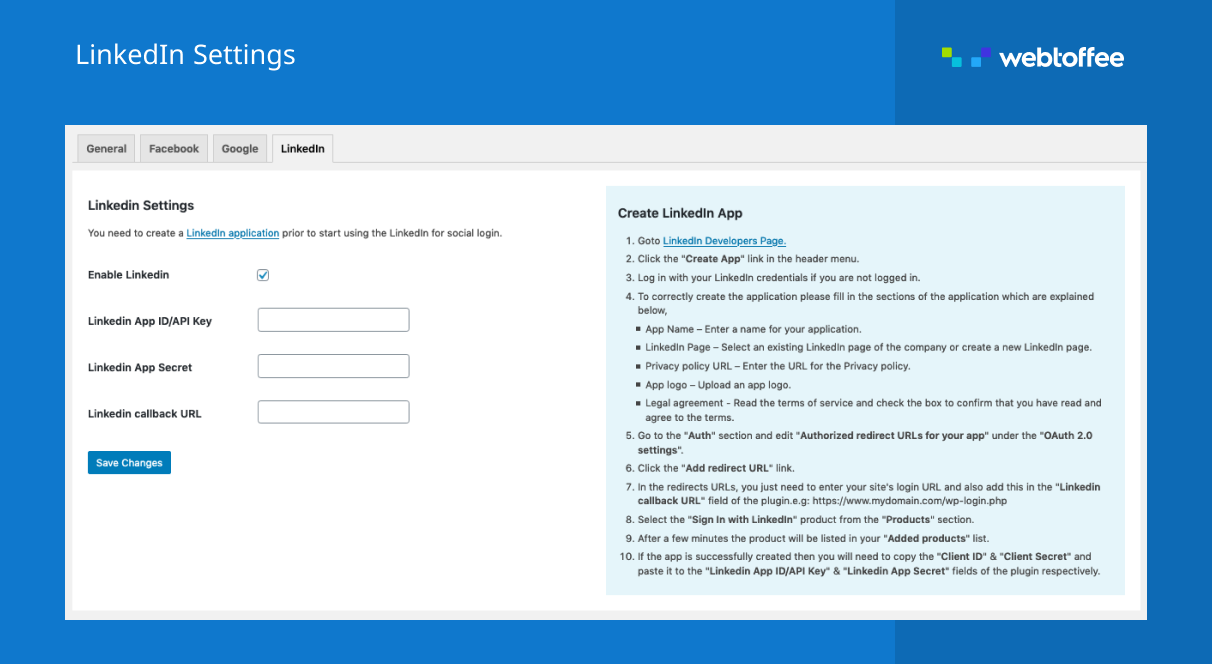 LinkedIn Settings
webtoffee
General
Facebook
Google
LinkedIn
Linkedin Settings
You need to create a LinkedIn application prior to start using the LinkedIn for social login.
Enable Linkedin
Linkedin App ID/API Key
Linkedin App Secret
Linkedin callback URL
Save Changes
Create LinkedIn App
1. Goto LinkedIn Developers Page.
2. Click the "Create App" link in the header menu.
3. Log in with your LinkedIn credentials if you are not logged in.
4. To correctly create the application please fill in the sections of the application which are explained
below,
▪ App Name – Enter a name for your application.
▪ LinkedIn Page – Select an existing LinkedIn page of the company or create a new LinkedIn page.
▪ Privacy policy URL – Enter the URL for the Privacy policy.
▪ App logo – Upload an app logo.
▪ Legal agreement - Read the terms of service and check the box to confirm that you have read and
agree to the terms.
5. Go to the "Auth" section and edit "Authorized redirect URLs for your app" under the "OAuth 2.0
settings".
6. Click the "Add redirect URL" link.
7. In the redirects URLs, you just need to enter your site's login URL and also add this in the "Linkedin
callback URL" field of the plugin.e.g: https://www.mydomain.com/wp-login.php
8. Select the "Sign In with LinkedIn" product from the "Products" section.
9. After a few minutes the product will be listed in your "Added products" list.
10. If the app is successfully created then you will need to copy the "Client ID" & "Client Secret" and
paste it to the "Linkedin App ID/API Key" & "Linkedin App Secret" fields of the plugin respectively.